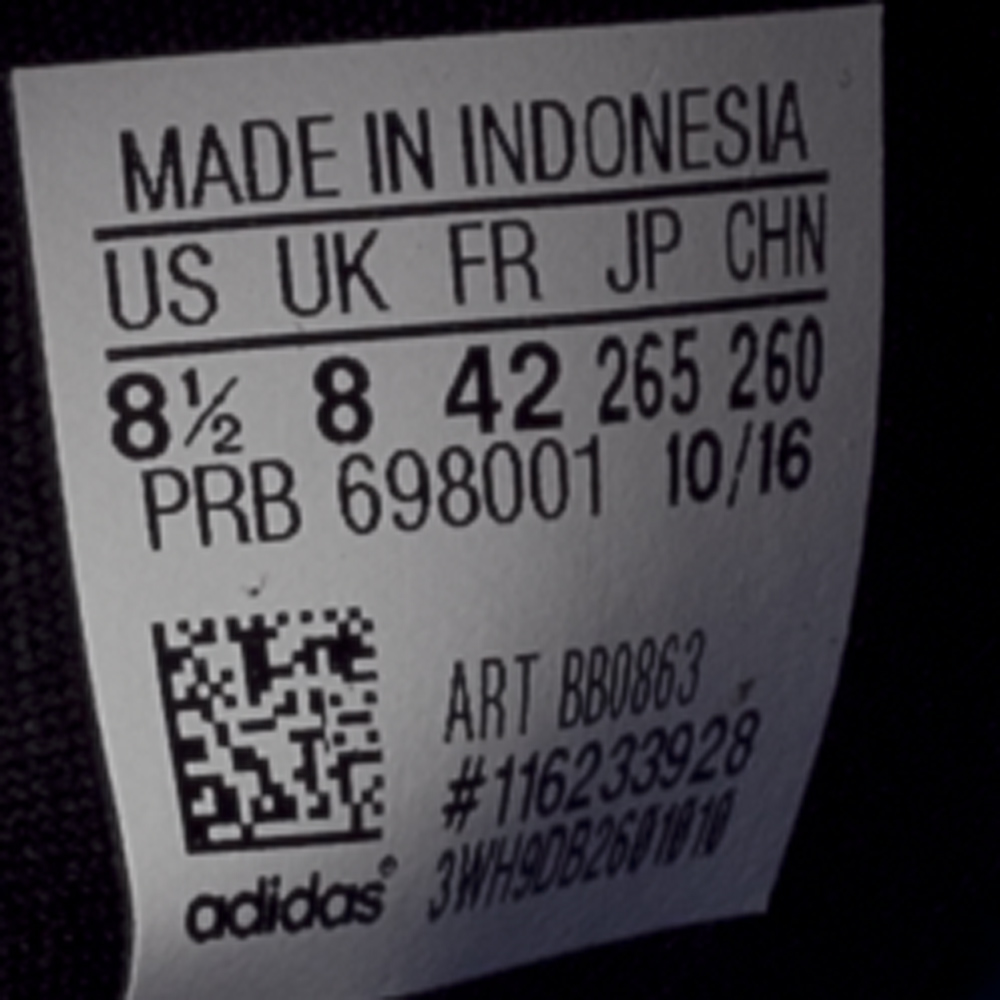 MADE IN INDONESIA
US UK FR JP CHN
8½ 8 42 265 260
PRB 698001 10/16
ART BB0863
#116233928
3WH9DB2601010
adidas®